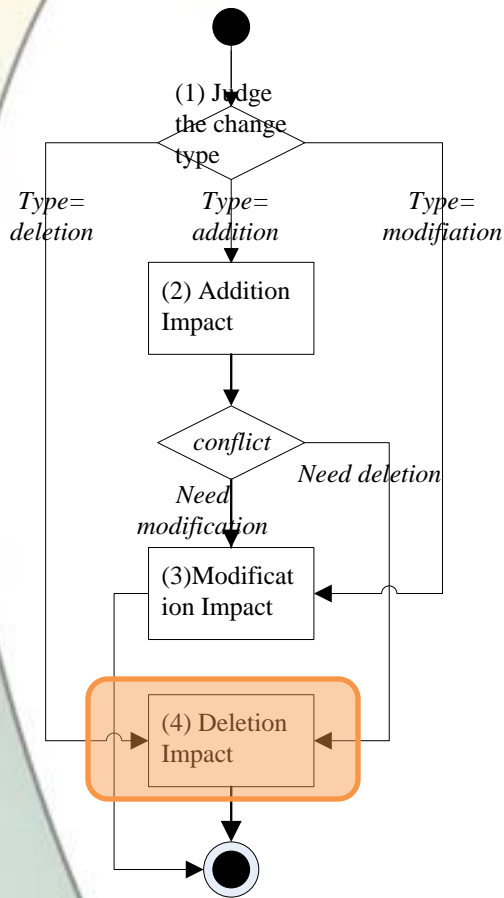 (1) Judge
the change
type
Type=
deletion
Type=
addition
Type=
modifiation
(2) Addition
Impact
conflict
Need deletion
Need
modification
(3)Modificat
ion Impact
(4) Deletion
Impact